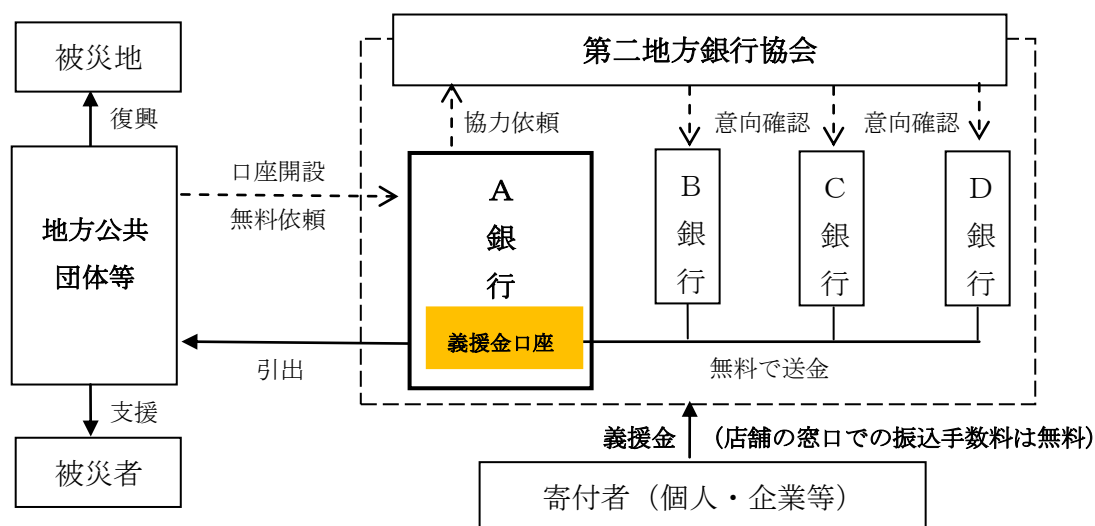 被災地
第二地方銀行協会
復興
協力依頼
意向確認
意向確認
口座開設
無料依頼
地方公共
団体等
A
銀
行
B
銀
行
C
銀
行
D
銀
行
義援金口座
引出
無料で送金
支援
義援金 (店舗の窓口での振込手数料は無料)
被災者
寄付者（個人・企業等）